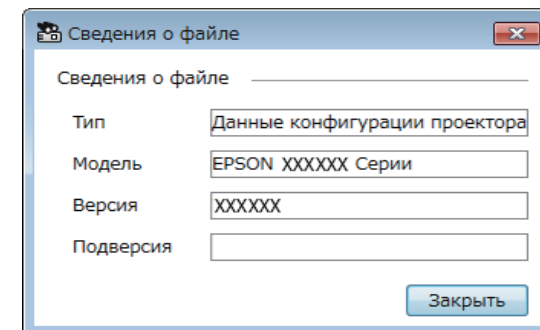 Сведения о файле
Сведения о файле
Тип Данные конфигурации проектора
Модель EPSON XXXXXX Серии
Версия XXXXXX
Подверсия
Закрыть